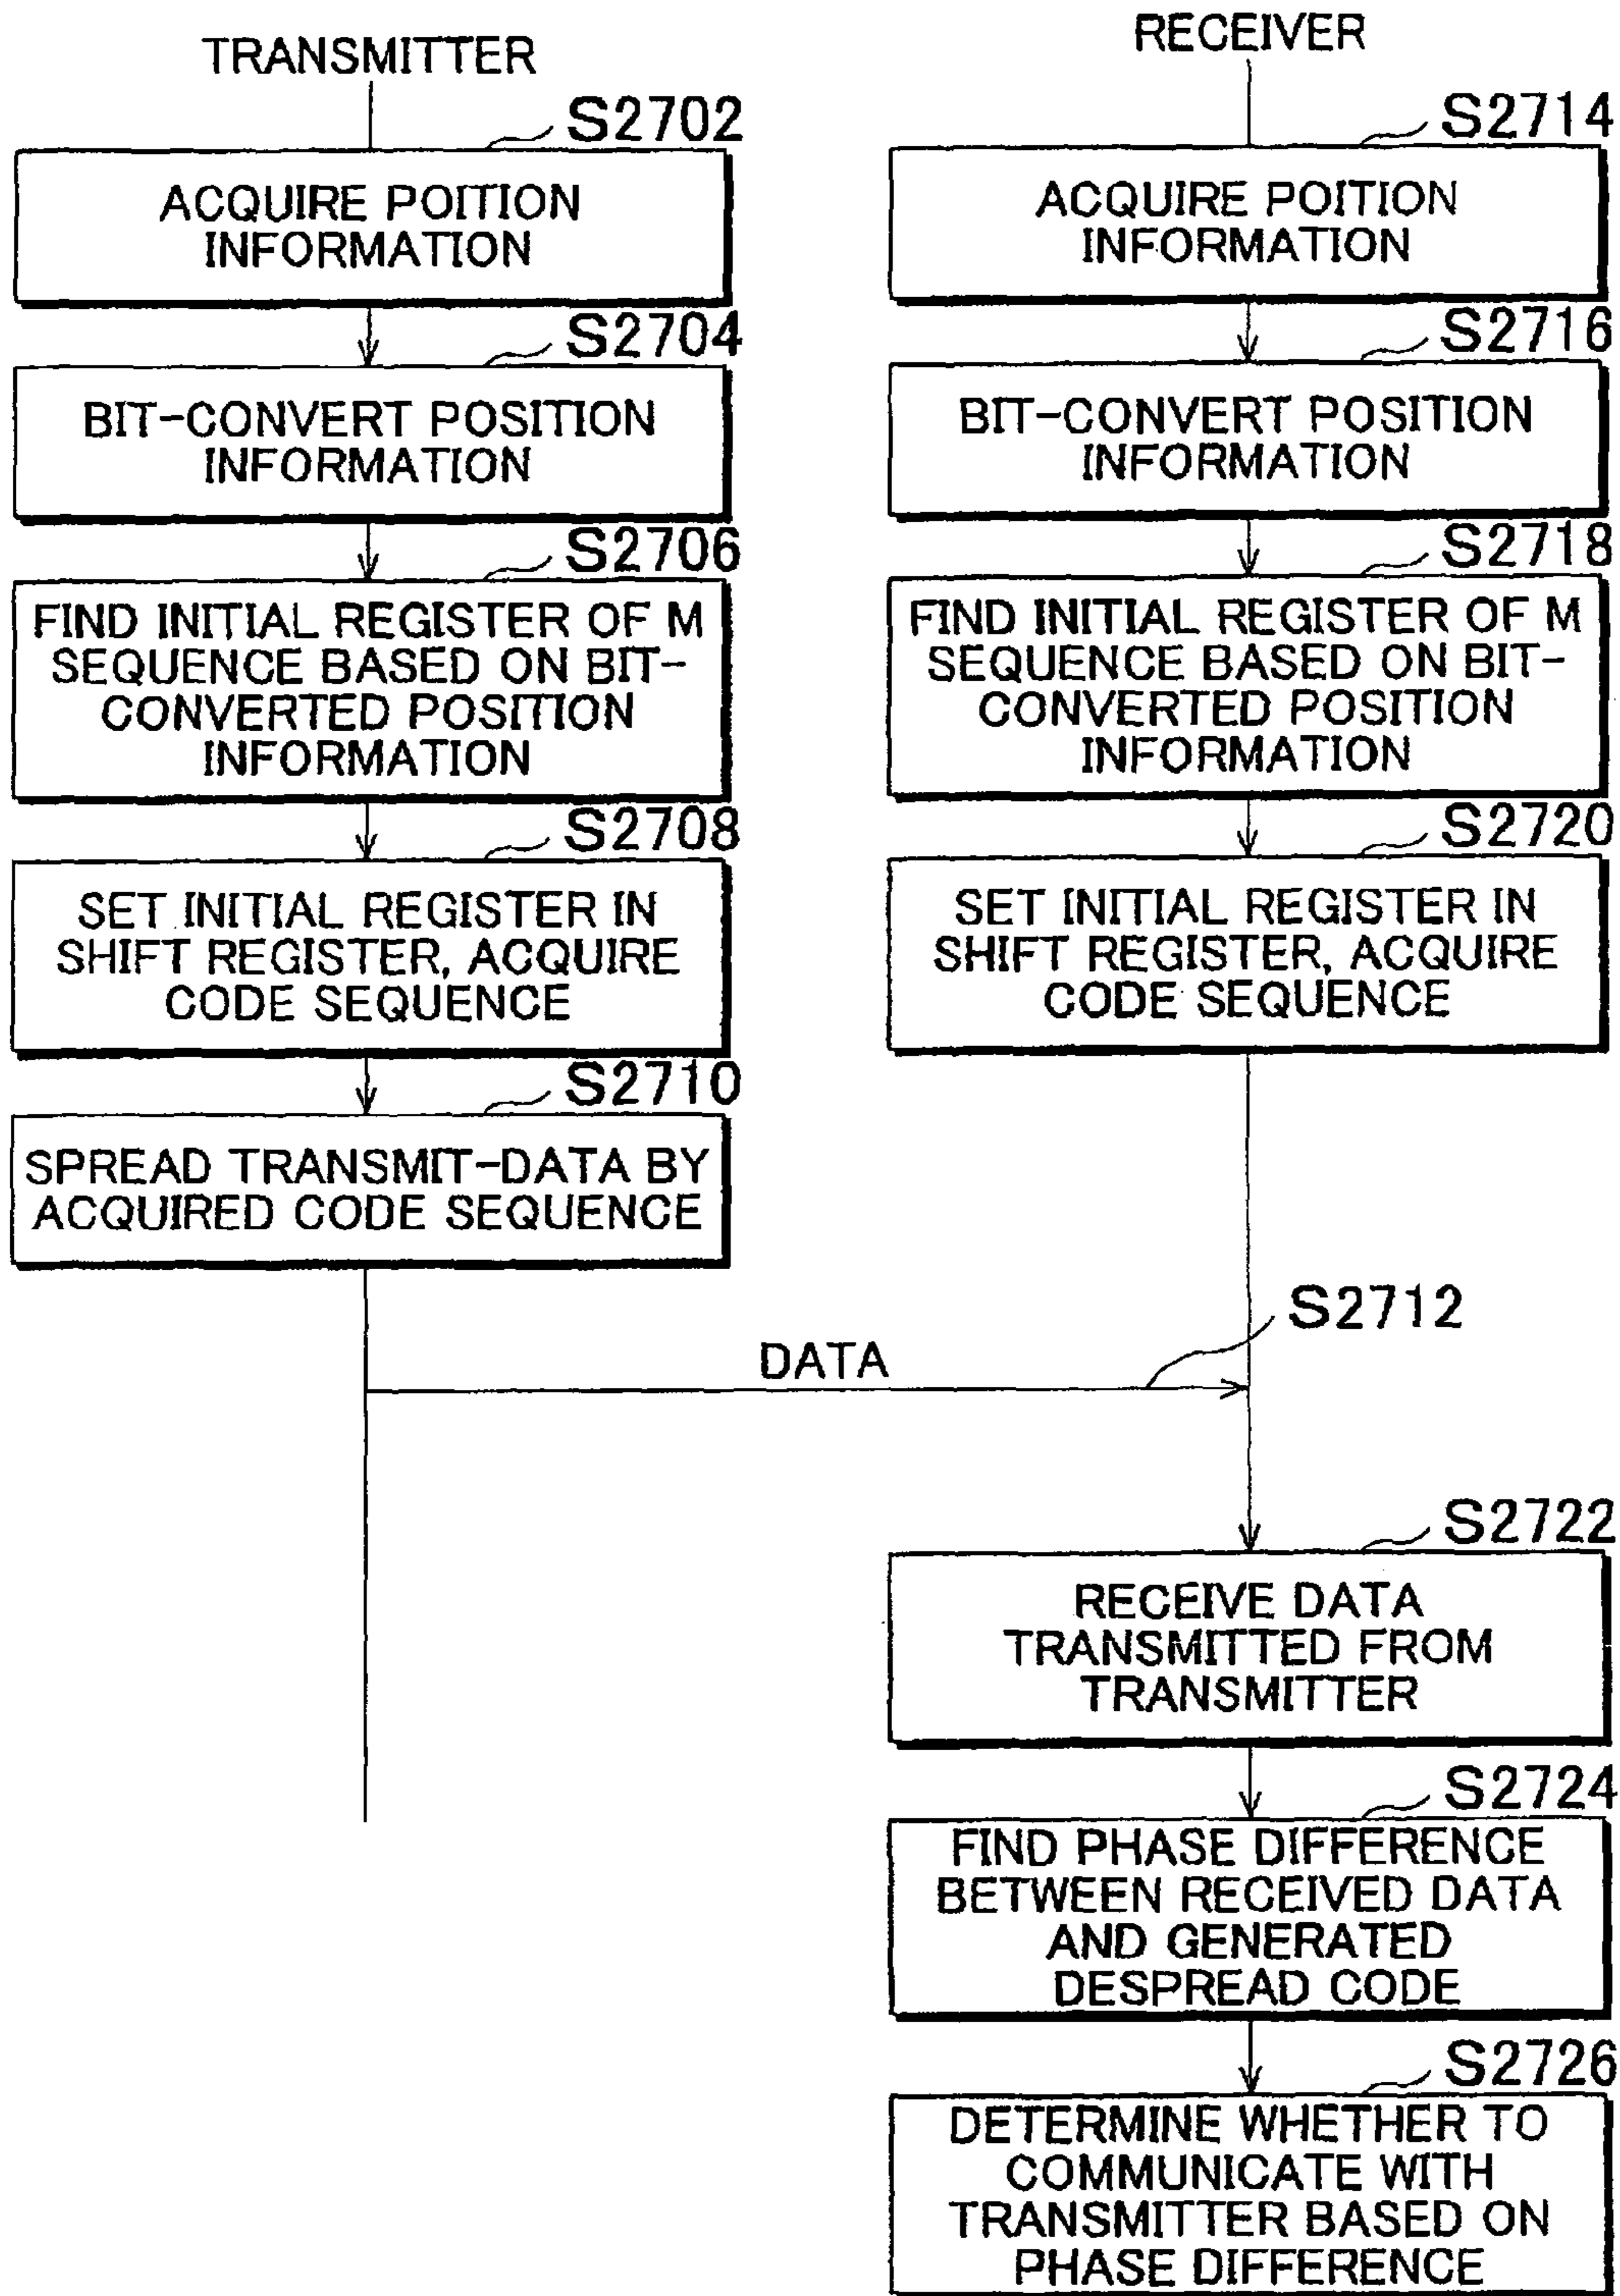 TRANSMITTER
S2702
ACQUIRE POITION
INFORMATION
S2704
BIT-CONVERT POSITION
INFORMATION
S2706
FIND INITIAL REGISTER OF M
SEQUENCE BASED ON BIT-
CONVERTED POSITION
INFORMATION
S2708
SET INITIAL REGISTER IN
SHIFT REGISTER, ACQUIRE
CODE SEQUENCE
S2710
SPREAD TRANSMIT-DATA BY
ACQUIRED CODE SEQUENCE
RECEIVER
S2714
ACQUIRE POITION
INFORMATION
S2716
BIT-CONVERT POSITION
INFORMATION
S2718
FIND INITIAL REGISTER OF M
SEQUENCE BASED ON BIT-
CONVERTED POSITION
INFORMATION
S2720
SET INITIAL REGISTER IN
SHIFT REGISTER, ACQUIRE
CODE SEQUENCE
S2712
DATA
S2722
RECEIVE DATA
TRANSMITTED FROM
TRANSMITTER
S2724
FIND PHASE DIFFERENCE
BETWEEN RECEIVED DATA
AND GENERATED
DESPREAD CODE
S2726
DETERMINE WHETHER TO
COMMUNICATE WITH
TRANSMITTER BASED ON
PHASE DIFFERENCE